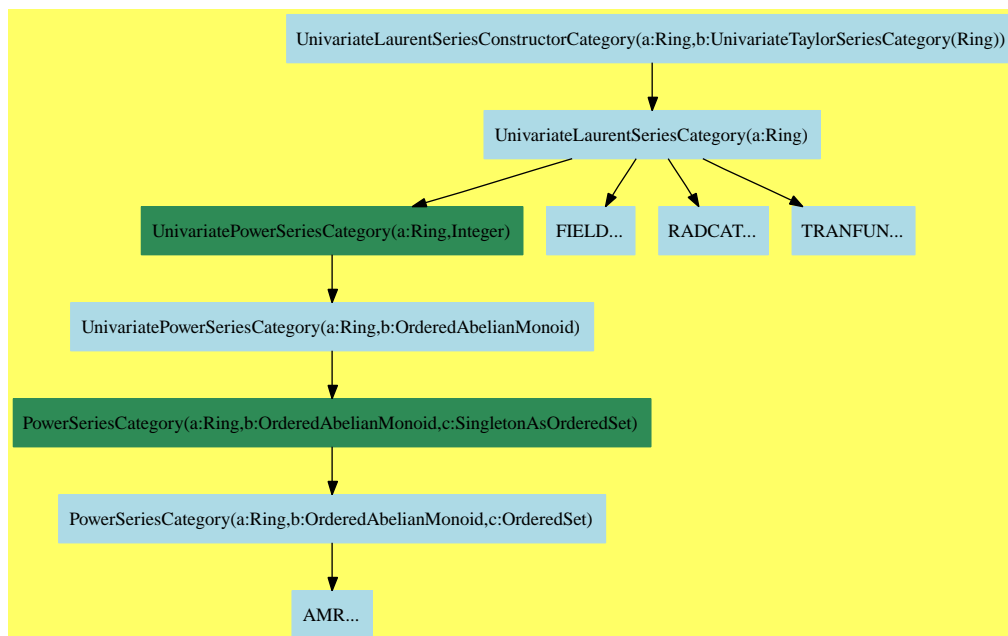 UnivariateLaurentSeriesConstructorCategory(a:Ring,b:UnivariateTaylorSeriesCategory(Ring))
UnivariateLaurentSeriesCategory(a:Ring)
UnivariatePowerSeriesCategory(a:Ring,Integer)
FIELD...
RADCAT...
TRANFUN...
UnivariatePowerSeriesCategory(a:Ring,b:OrderedAbelianMonoid)
PowerSeriesCategory(a:Ring,b:OrderedAbelianMonoid,c:SingletonAsOrderedSet)
PowerSeriesCategory(a:Ring,b:OrderedAbelianMonoid,c:OrderedSet)
AMR...